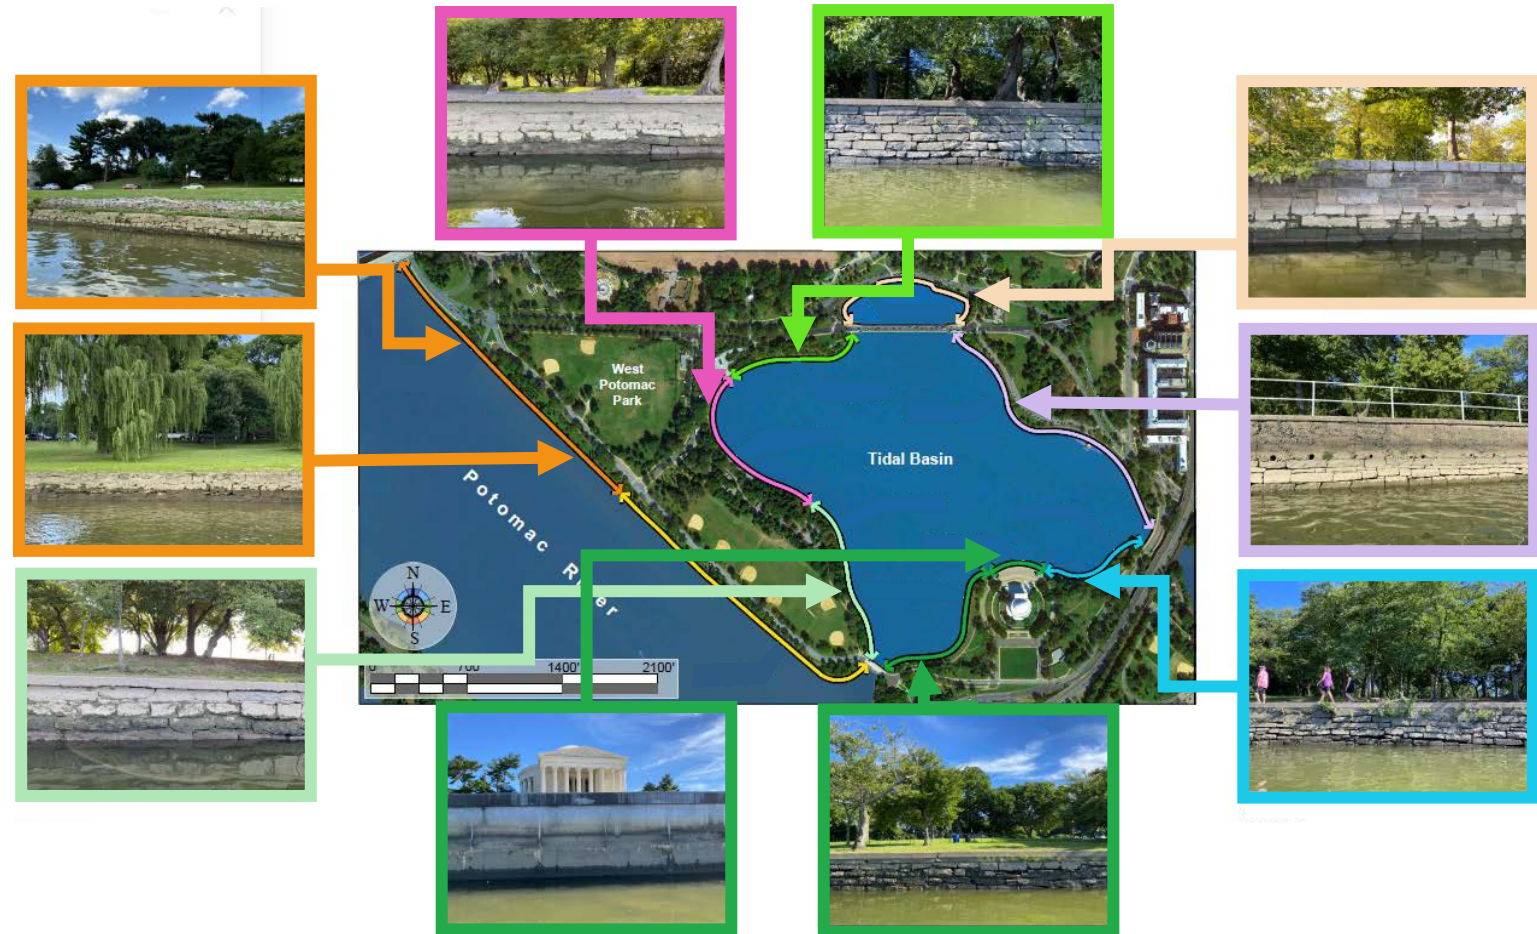 West
Potomac
Park
Tidal Basin
Potomac River
N
W E
S
0 700' 1400' 2100'